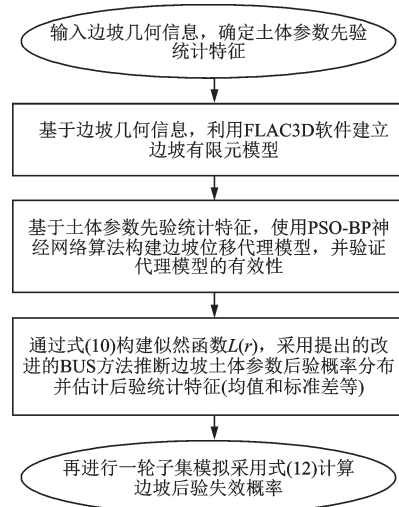 输入边坡几何信息，确定土体参数先验
统计特征
基于边坡几何信息，利用FLAC3D软件建立
边坡有限元模型
基于土体参数先验统计特征，使用PSO-BP神
经网络算法构建边坡位移代理模型，并验证
代理模型的有效性
通过式(10)构建似然函数L(r)，采用提出的改
进的BUS方法推断边坡土体参数后验概率分布
并估计后验统计特征(均值和标准差等)
再进行一轮子集模拟采用式(12)计算
边坡后验失效概率